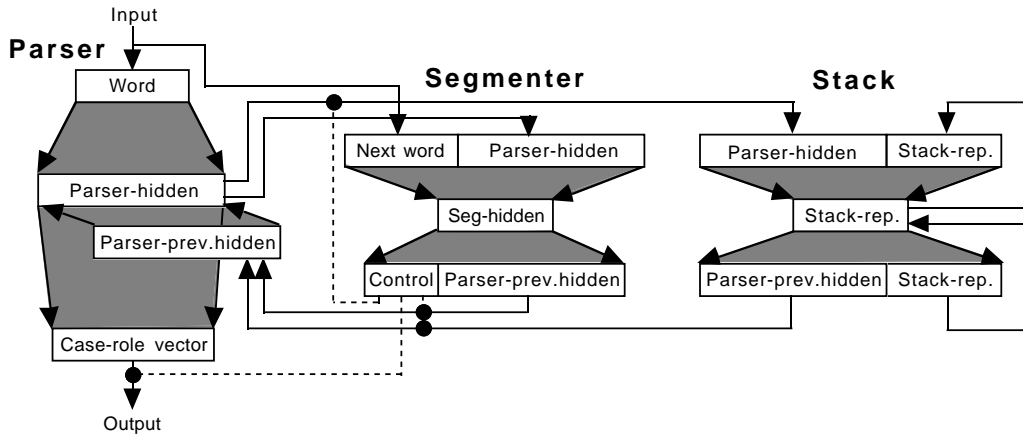 Input
Parser
Segmenter
Stack
Word
Next word
Parser-hidden
Parser-hidden
Stack-rep.
Parser-hidden
Seg-hidden
Stack-rep.
Parser-prev.hidden
Control
Parser-prev.hidden
Parser-prev.hidden
Stack-rep.
Case-role vector
Output